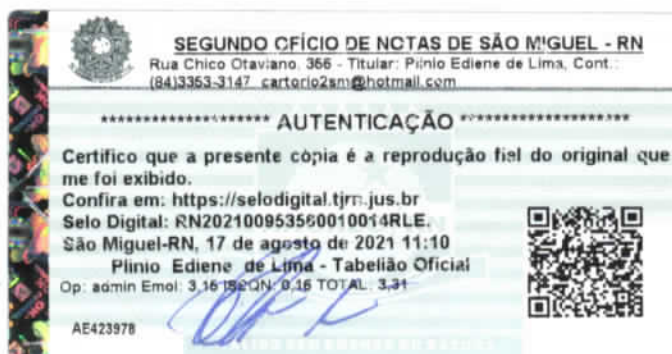 SEGUNDO OFÍCIO DE NOTAS DE SÃO MIGUEL - RN
Rua Chico Otaviano, 366 - Titular: Plinio Ediene de Lima, Cont.:
(84)3353-3147 cartorio2sm@hotmail.com
******************** AUTENTICAÇÃO ********************
Certifico que a presente cópia é a reprodução fiel do original que
me foi exibido.
Confira em: https://selodigital.tjrn.jus.br
Selo Digital: RN202100953560010014RLE.
São Miguel-RN, 17 de agosto de 2021 11:10
Plinio Ediene de Lima - Tabelião Oficial
Op: admin Emol: 3,15 ISSQN: 0,16 TOTAL: 3,31
AE423978